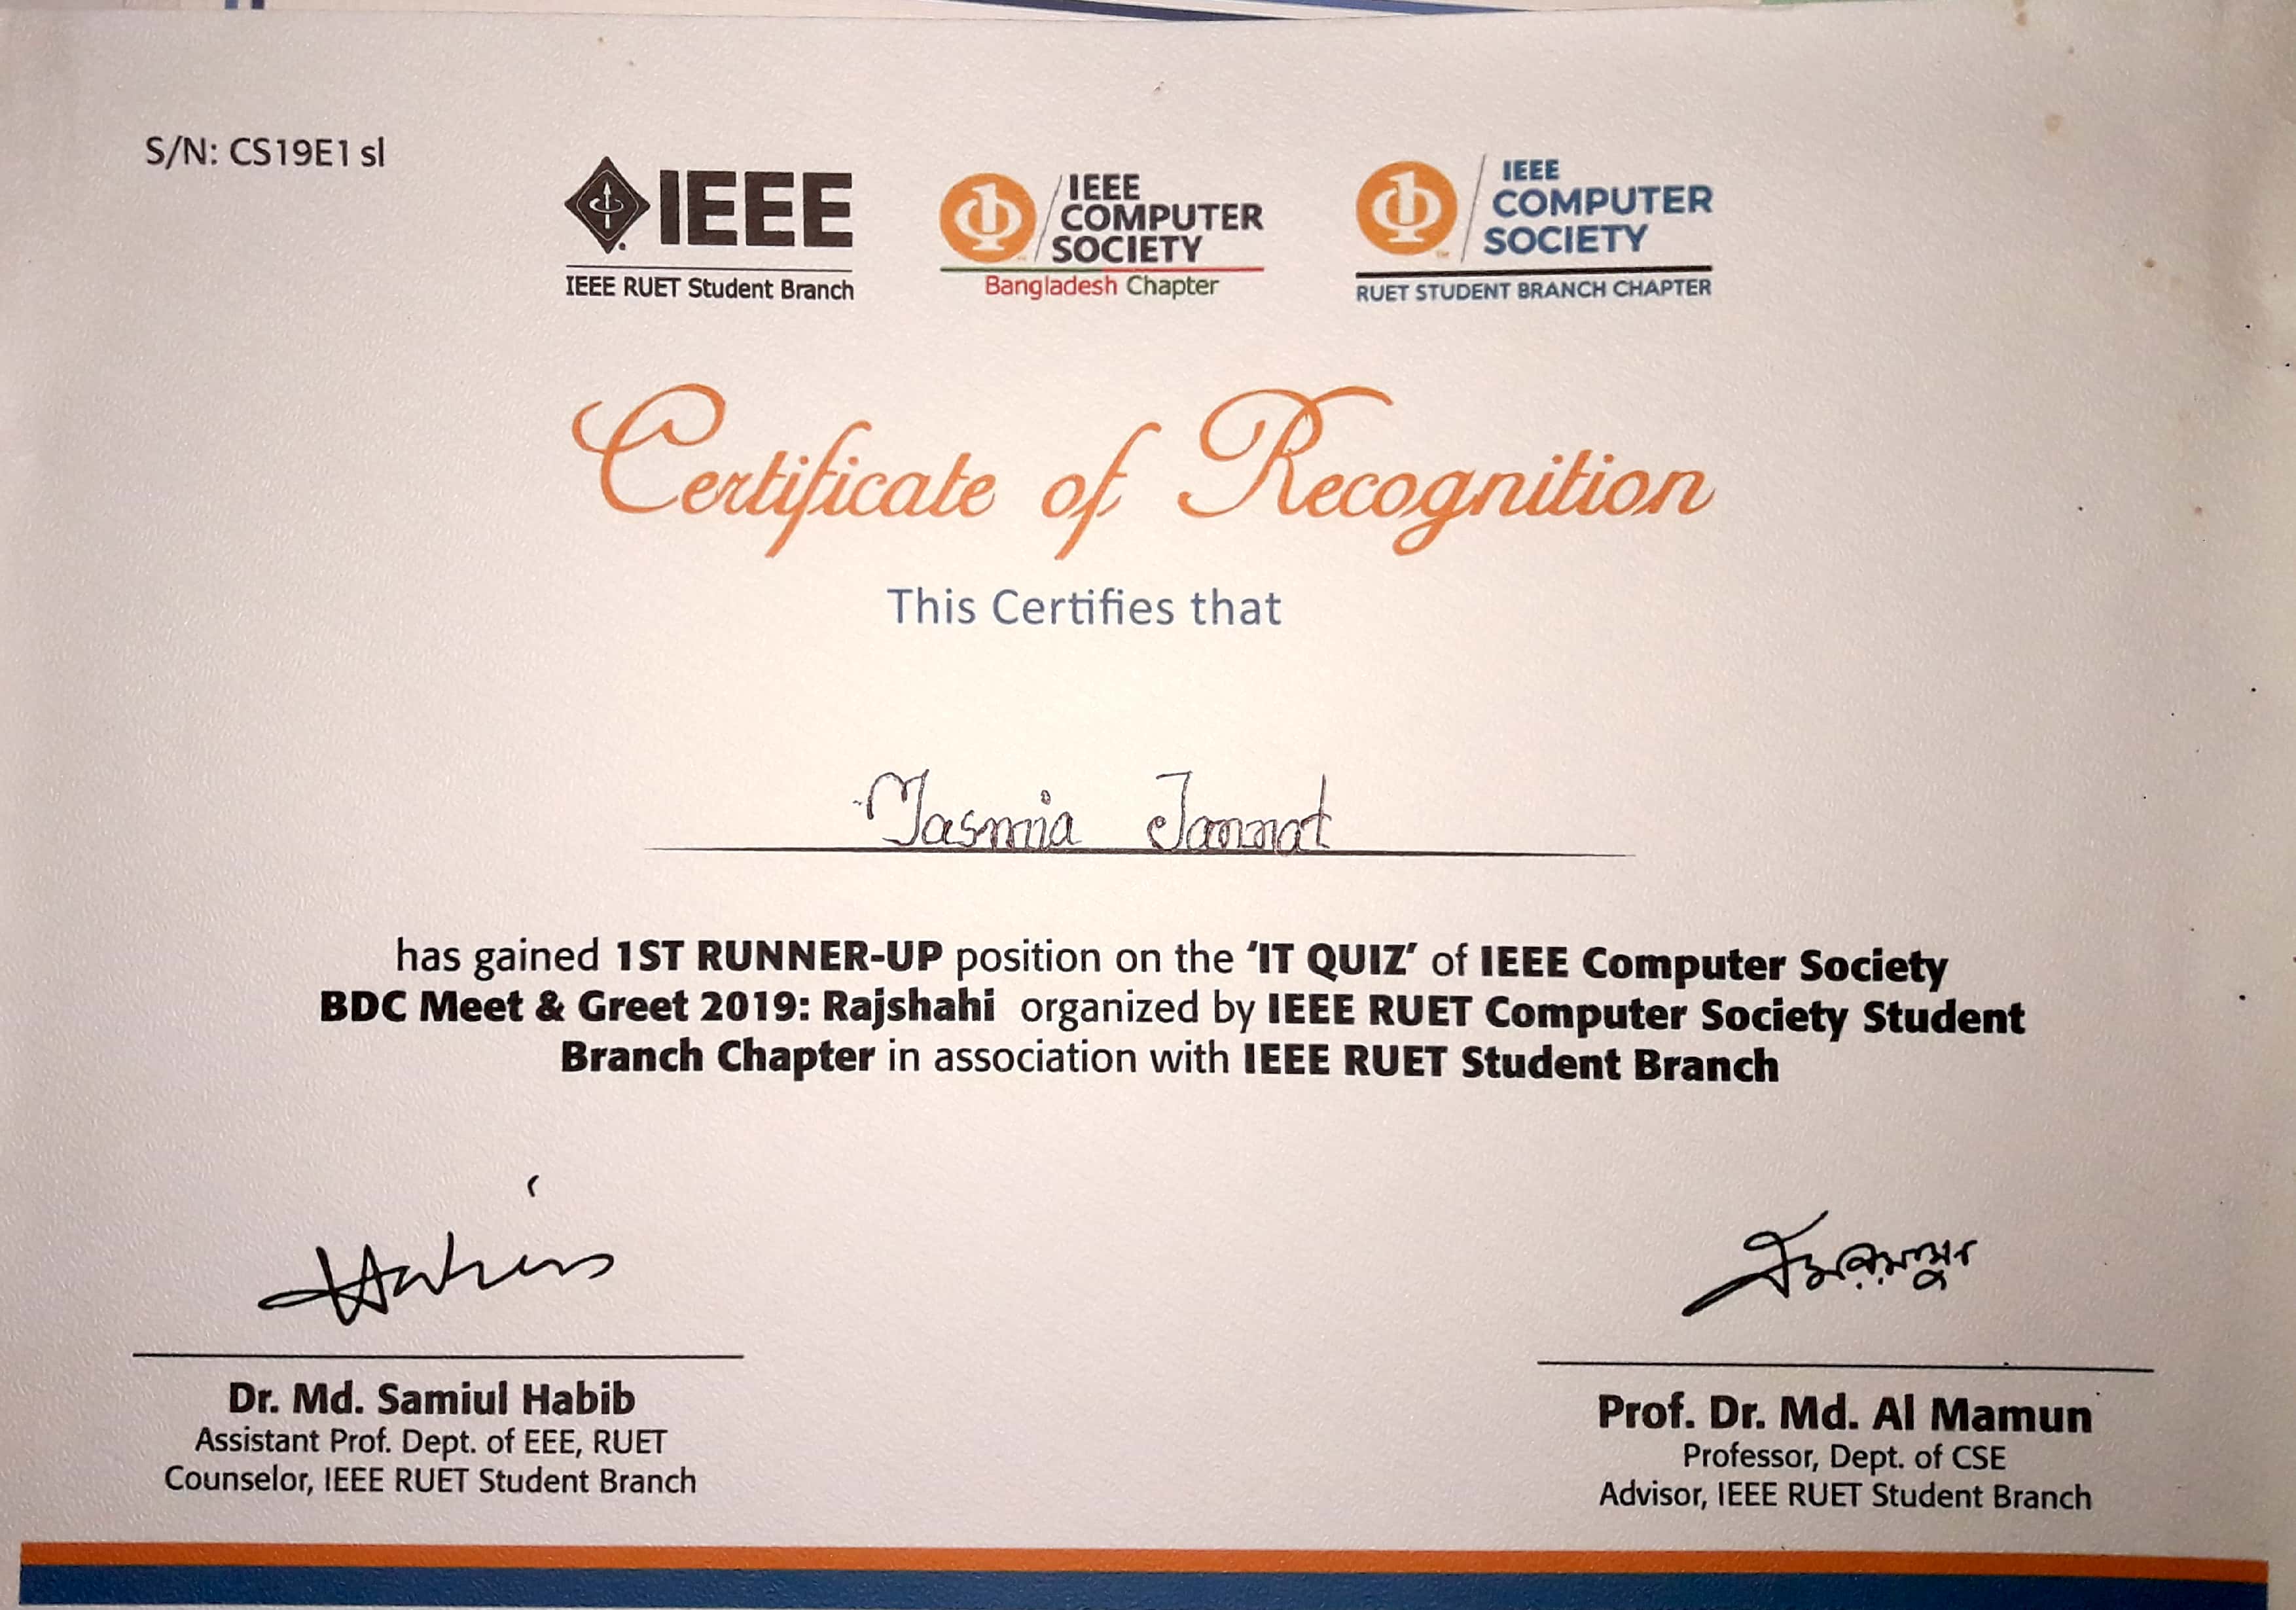 S/N: CS19E1 sl
IEEE
IEEE RUET Student Branch
IEEE
COMPUTER
SOCIETY
Bangladesh Chapter
IEEE
COMPUTER
SOCIETY
RUET STUDENT BRANCH CHAPTER
Certificate of Recognition
This Certifies that
Tasmia Jannat
has gained 1ST RUNNER-UP position on the ‘IT QUIZ’ of IEEE Computer Society
BDC Meet & Greet 2019: Rajshahi organized by IEEE RUET Computer Society Student
Branch Chapter in association with IEEE RUET Student Branch
Dr. Md. Samiul Habib
Assistant Prof. Dept. of EEE, RUET
Counselor, IEEE RUET Student Branch
Prof. Dr. Md. Al Mamun
Professor, Dept. of CSE
Advisor, IEEE RUET Student Branch